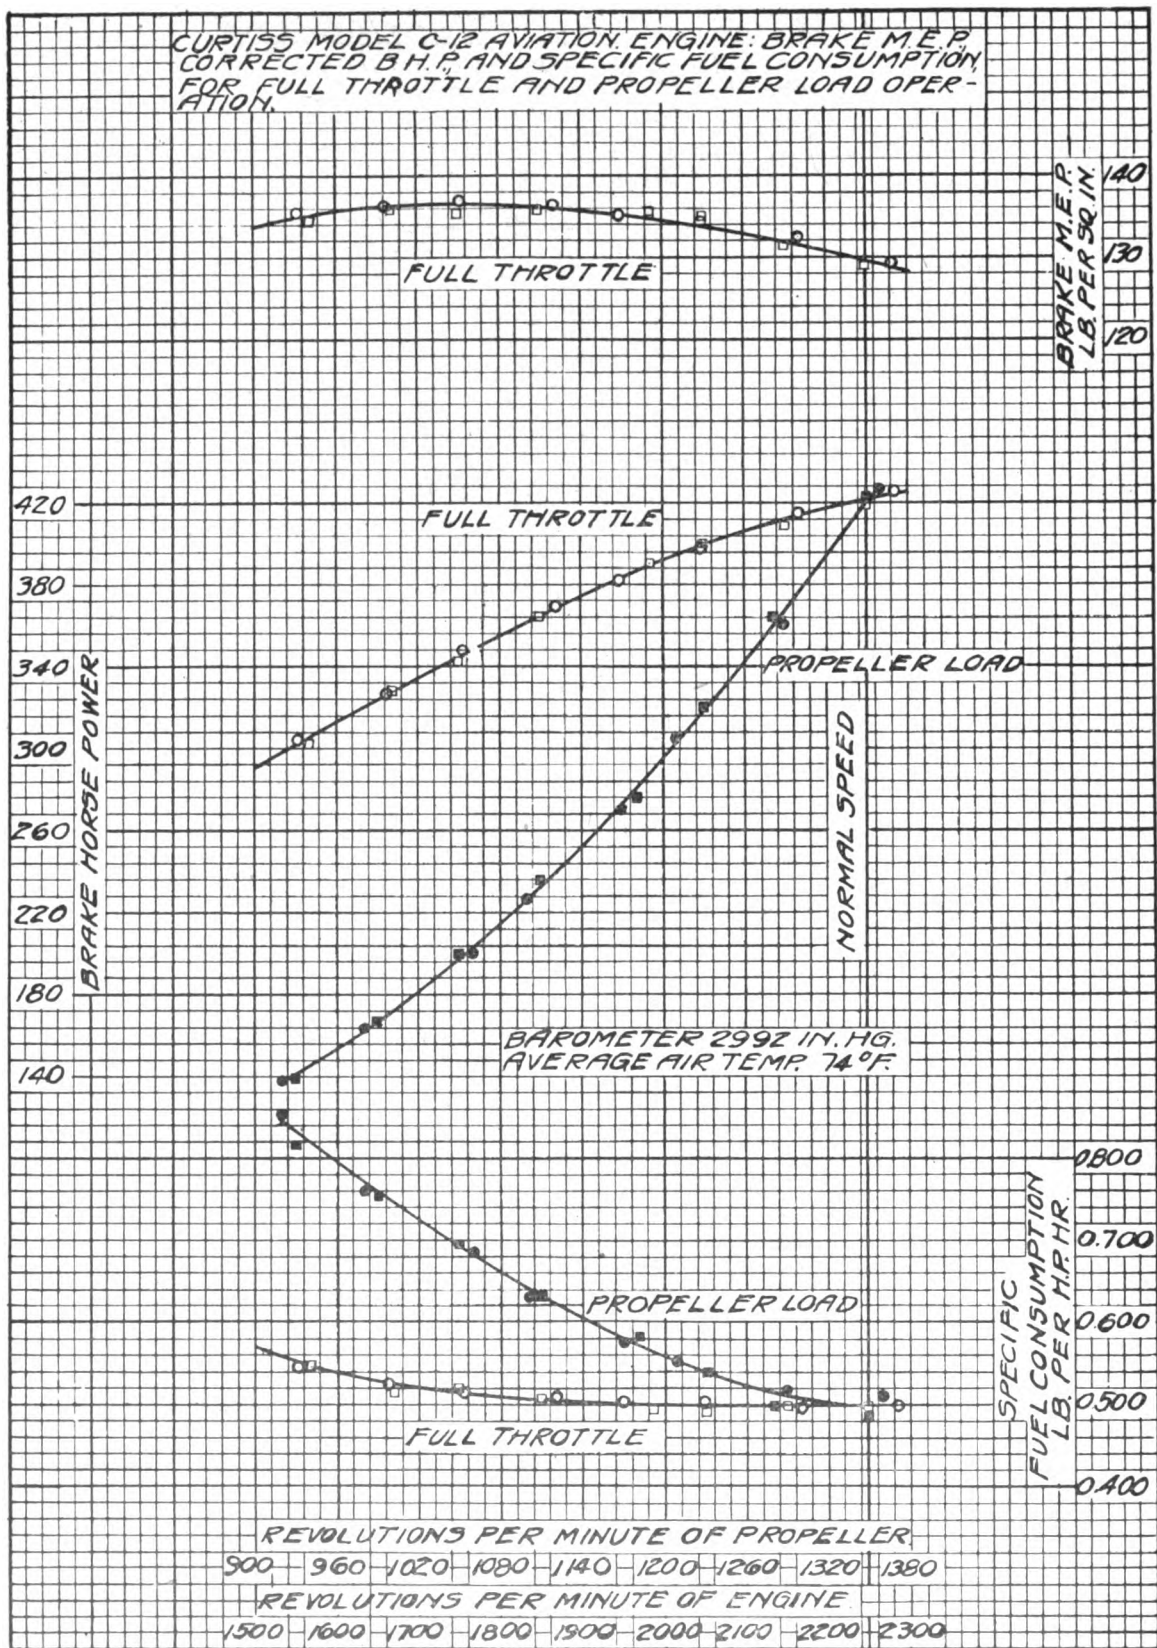 CURTISS MODEL C-12 AVIATION. ENGINE: BRAKE M.E.P.
CORRECTED B.H.P. AND SPECIFIC FUEL CONSUMPTION,
FOR FULL THROTTLE AND PROPELLER LOAD OPER-
ATION.
BRAKE M.E.P.
LB. PER SQ. IN.
140
130
120
FULL THROTTLE
FULL THROTTLE
420
380
340
300
260
220
180
140
BRAKE HORSE POWER
PROPELLER LOAD
NORMAL SPEED
BAROMETER 2992 IN. HG.
AVERAGE AIR TEMP. 74°F.
0.800
0.700
0.600
0.500
0.400
SPECIFIC
FUEL CONSUMPTION
LB. PER H.P. HR.
PROPELLER LOAD
FULL THROTTLE
REVOLUTIONS PER MINUTE OF PROPELLER
900 960 1020 1080 1140 1200 1260 1320 1380
REVOLUTIONS PER MINUTE OF ENGINE
1500 1600 1700 1800 1900 2000 2100 2200 2300